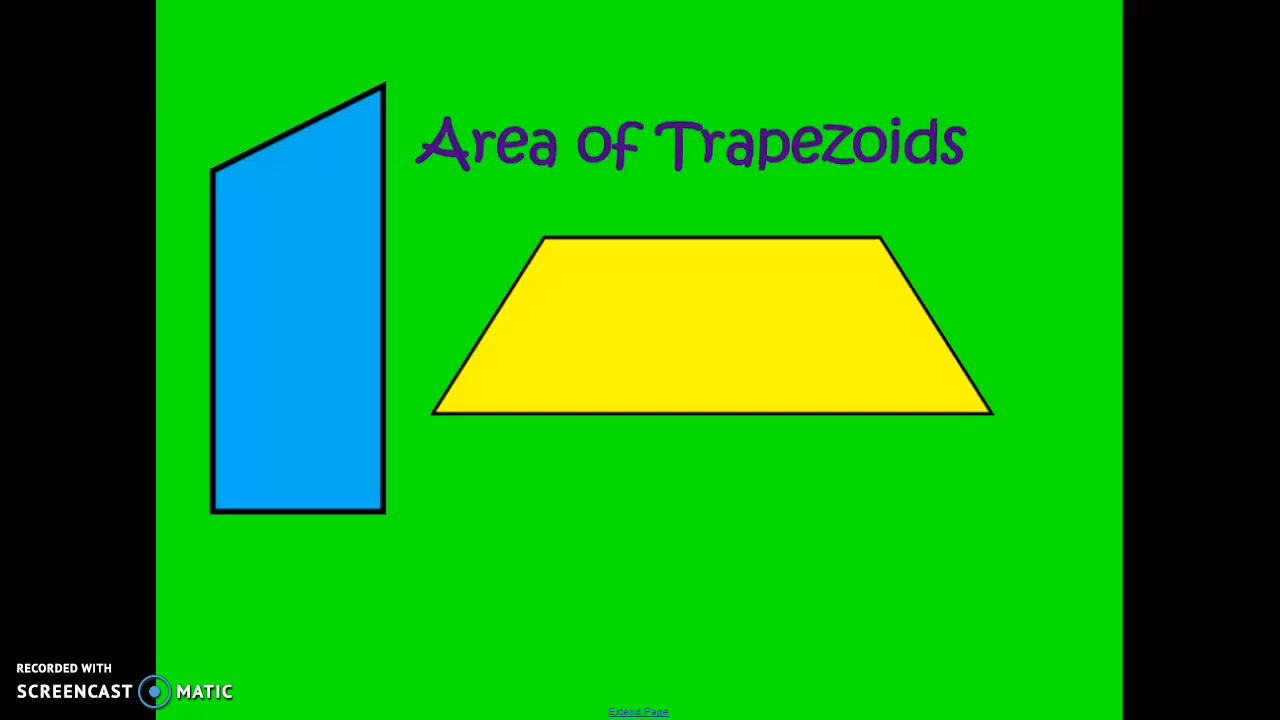 Area of Trapezoids
RECORDED WITH
SCREENCAST MATIC
Extend Page